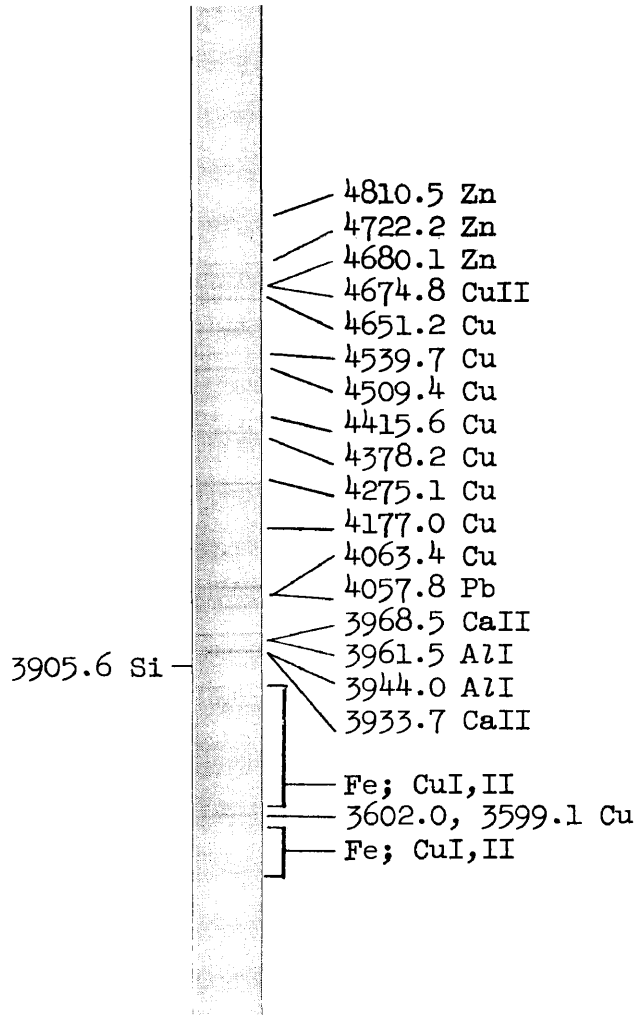 4810.5 Zn
4722.2 Zn
4680.1 Zn
4674.8 CuII
4651.2 Cu
4539.7 Cu
4509.4 Cu
4415.6 Cu
4378.2 Cu
4275.1 Cu
4177.0 Cu
4063.4 Cu
4057.8 Pb
3968.5 CaII
3961.5 AlI
3905.6 Si
3944.0 AlI
3933.7 CaII
Fe; CuI,II
3602.0, 3599.1 Cu
Fe; CuI,II